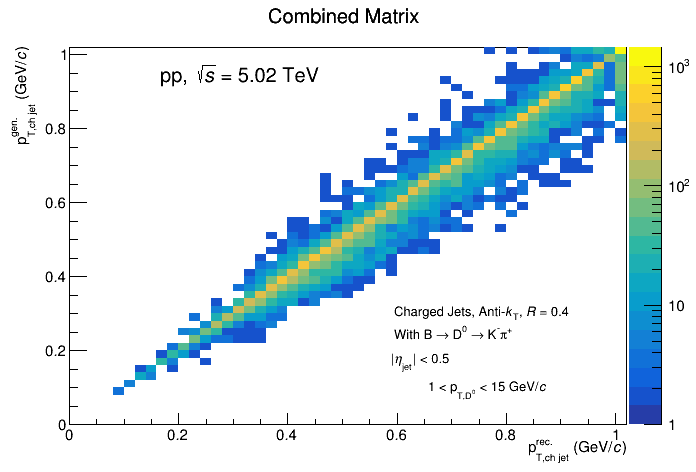 Combined Matrix
p^gen._T,ch jet (GeV/c)
1
0.8
0.6
0.4
0.2
0
pp, √s = 5.02 TeV
Charged Jets, Anti-k_T, R = 0.4
With B → D^0 → K^-π^+
|η_jet| < 0.5
1 < p_T,D^0 < 15 GeV/c
0 0.2 0.4 0.6 0.8 1
p^rec._T,ch jet (GeV/c)
10^3
10^2
10
1